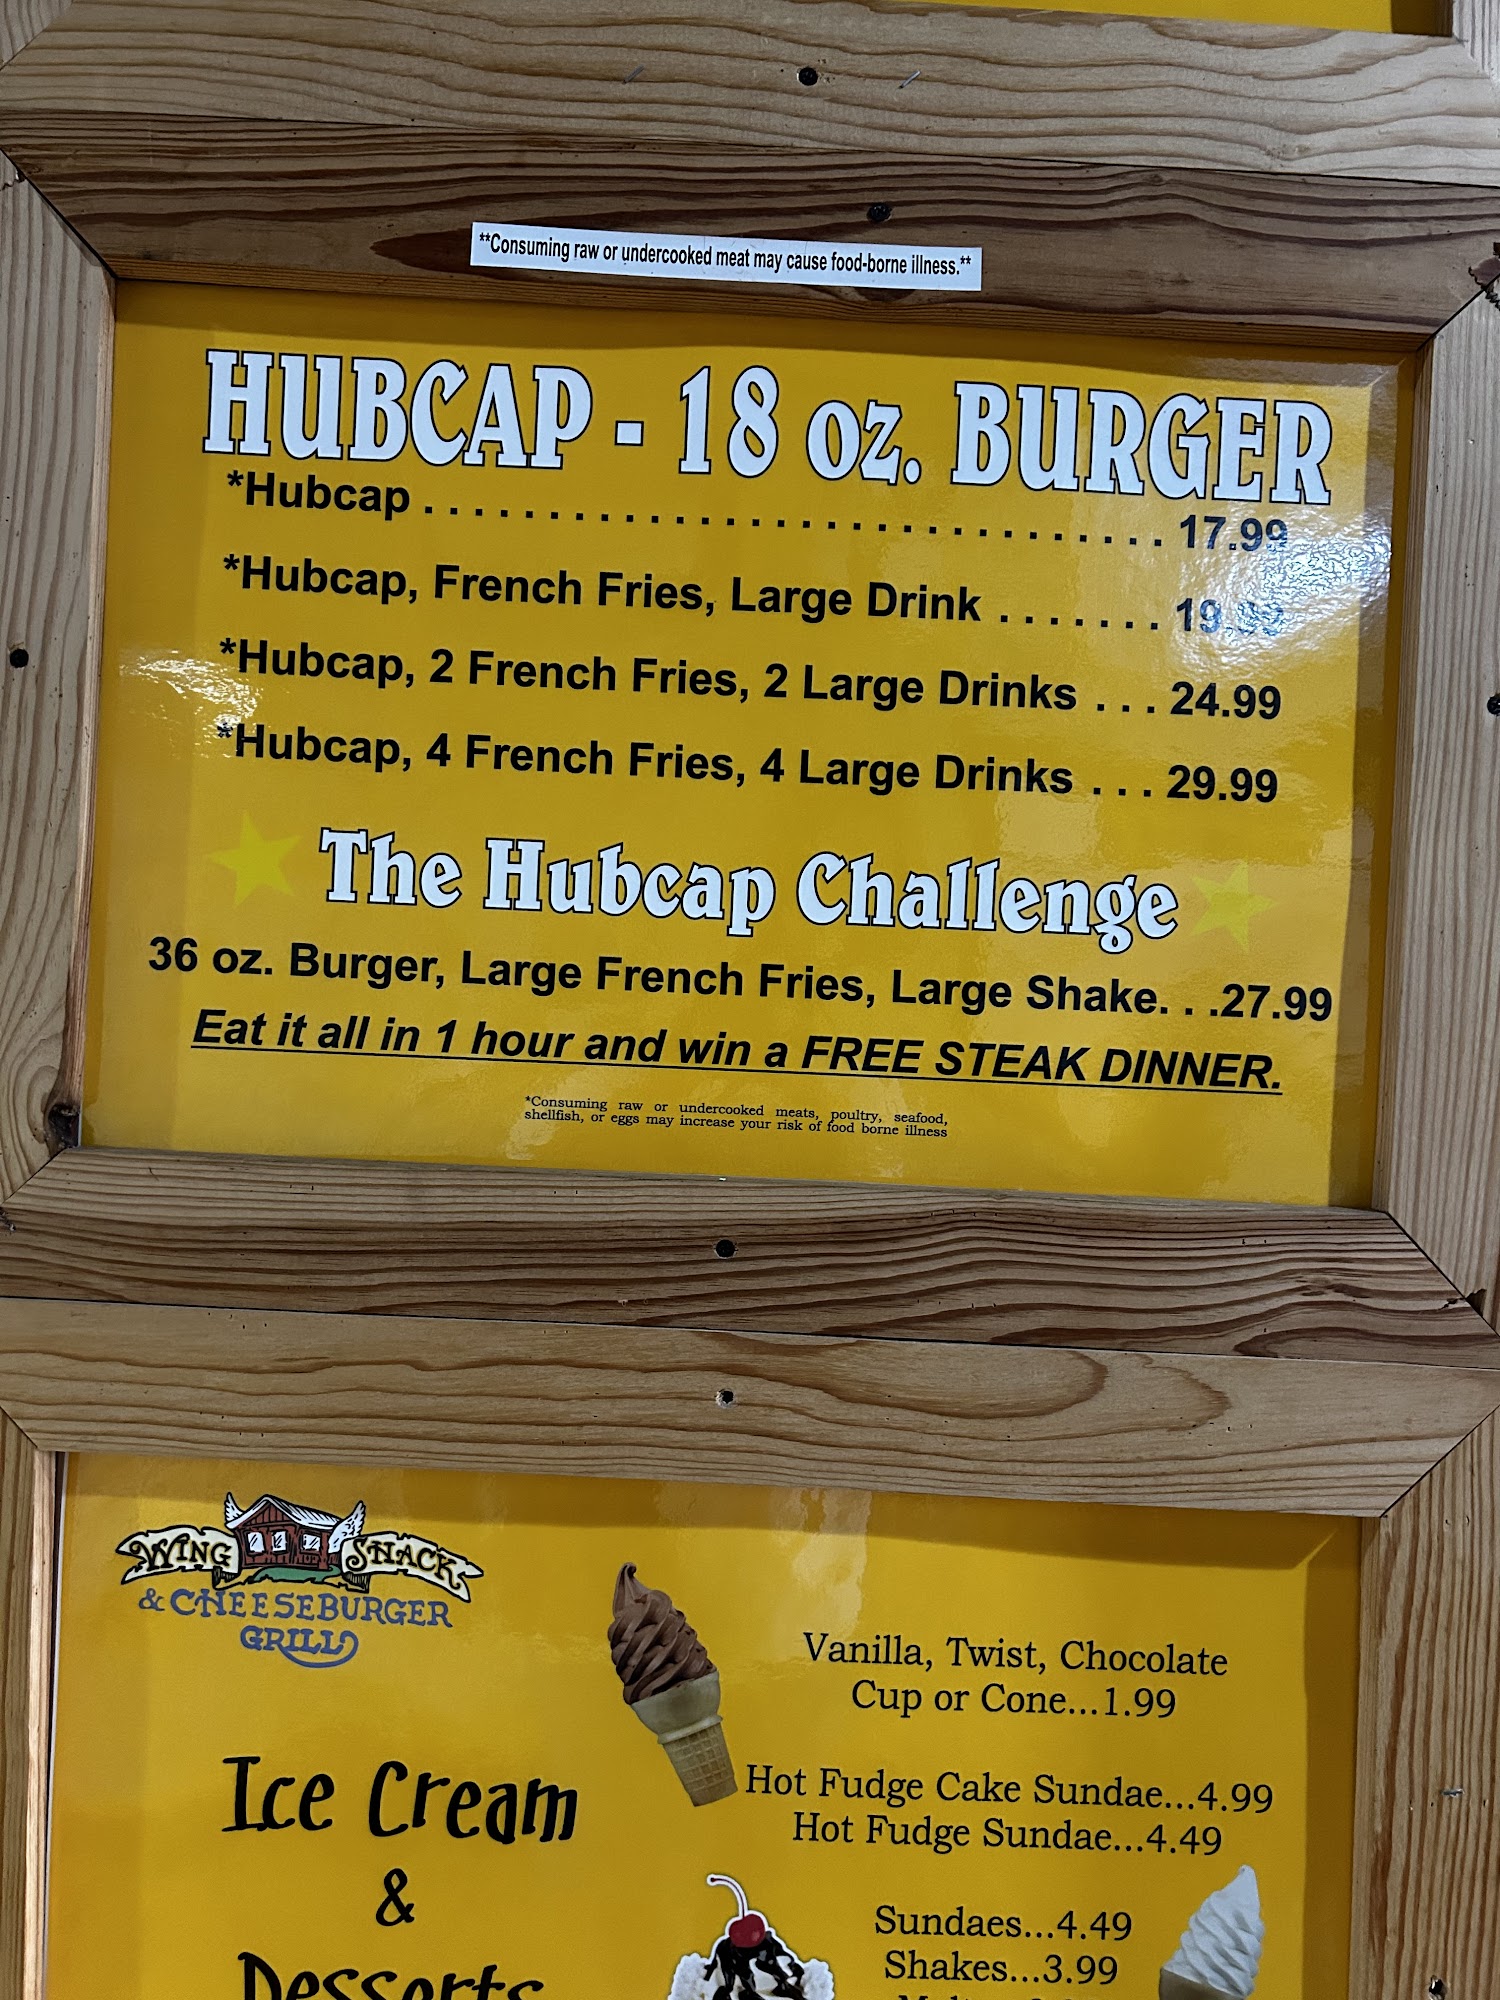 **Consuming raw or undercooked meat may cause food-borne illness.**
HUBCAP - 18 oz. BURGER
*Hubcap . . . . . . . . . . . . . . . . . . . . . . . . . . . . . . 17.99
*Hubcap, French Fries, Large Drink . . . . . . . 19.99
*Hubcap, 2 French Fries, 2 Large Drinks . . . 24.99
*Hubcap, 4 French Fries, 4 Large Drinks . . . 29.99
The Hubcap Challenge
36 oz. Burger, Large French Fries, Large Shake. . .27.99
Eat it all in 1 hour and win a FREE STEAK DINNER.
*Consuming raw or undercooked meats, poultry, seafood,
shellfish, or eggs may increase your risk of food borne illness
WING SHACK
& CHEESEBURGER
GRILL
Ice Cream
&
Desserts
Vanilla, Twist, Chocolate
Cup or Cone...1.99
Hot Fudge Cake Sundae...4.99
Hot Fudge Sundae...4.49
Sundaes...4.49
Shakes...3.99